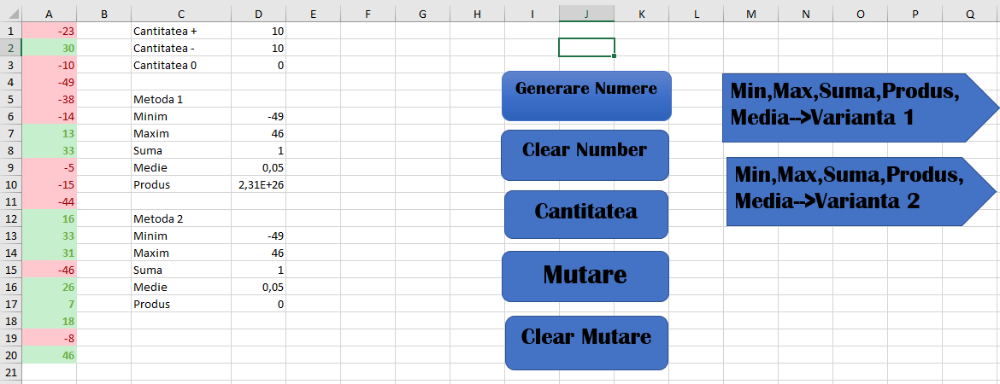 A B C D E F G H I J K L M N O P Q
1 -23 Cantitatea + 10
2 30 Cantitatea - 10
3 -10 Cantitatea 0 0
4 -49
5 -38 Metoda 1
6 -14 Minim -49
7 13 Maxim 46
8 33 Suma 1
9 -5 Medie 0,05
10 -15 Produs 2,31E+26
11 -44
12 16 Metoda 2
13 33 Minim -49
14 31 Maxim 46
15 -46 Suma 1
16 26 Medie 0,05
17 7 Produs 0
18 18
19 -8
20 46
21
Generare Numere
Clear Number
Cantitatea
Mutare
Clear Mutare
Min,Max,Suma,Produs,
Media-->Varianta 1
Min,Max,Suma,Produs,
Media-->Varianta 2